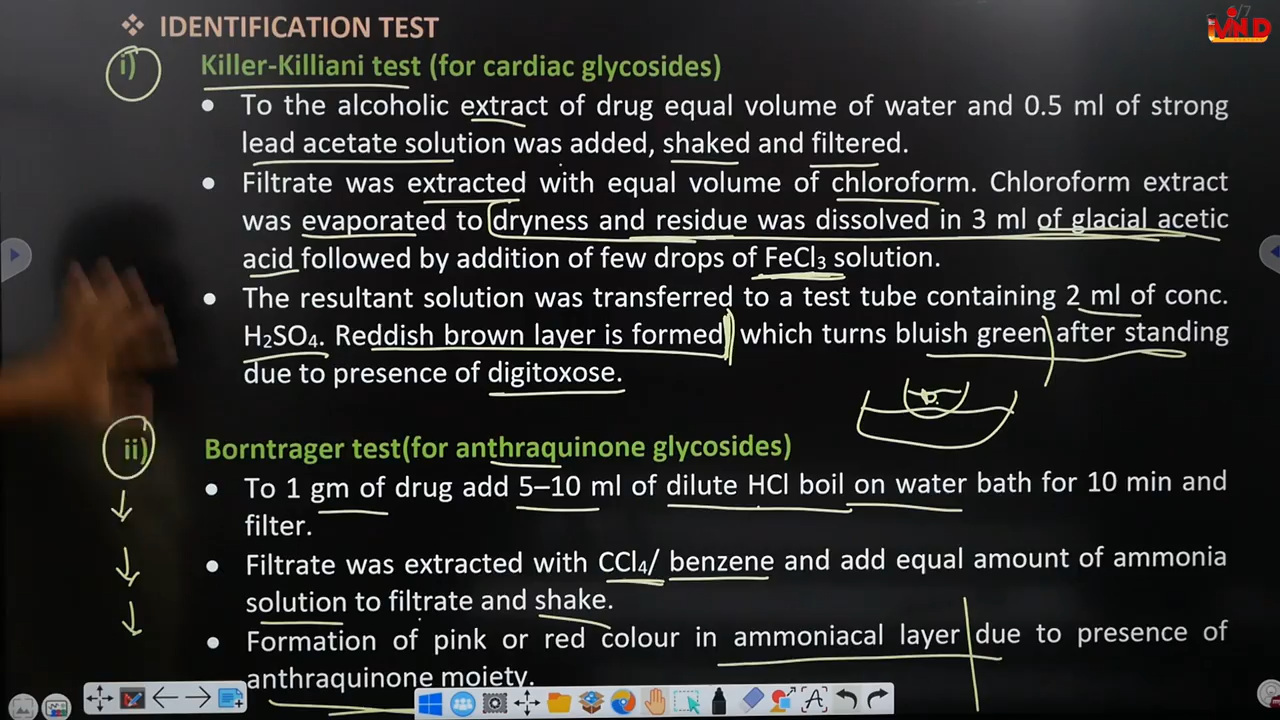 ❖ IDENTIFICATION TEST
i) Killer-Killiani test (for cardiac glycosides)
• To the alcoholic extract of drug equal volume of water and 0.5 ml of strong
lead acetate solution was added, shaked and filtered.
• Filtrate was extracted with equal volume of chloroform. Chloroform extract
was evaporated to dryness and residue was dissolved in 3 ml of glacial acetic
acid followed by addition of few drops of FeCl₃ solution.
• The resultant solution was transferred to a test tube containing 2 ml of conc.
H₂SO₄. Reddish brown layer is formed which turns bluish green after standing
due to presence of digitoxose.
ii) Borntrager test(for anthraquinone glycosides)
• To 1 gm of drug add 5–10 ml of dilute HCl boil on water bath for 10 min and
filter.
• Filtrate was extracted with CCl₄/ benzene and add equal amount of ammonia
solution to filtrate and shake.
• Formation of pink or red colour in ammoniacal layer due to presence of
anthraquinone moiety.